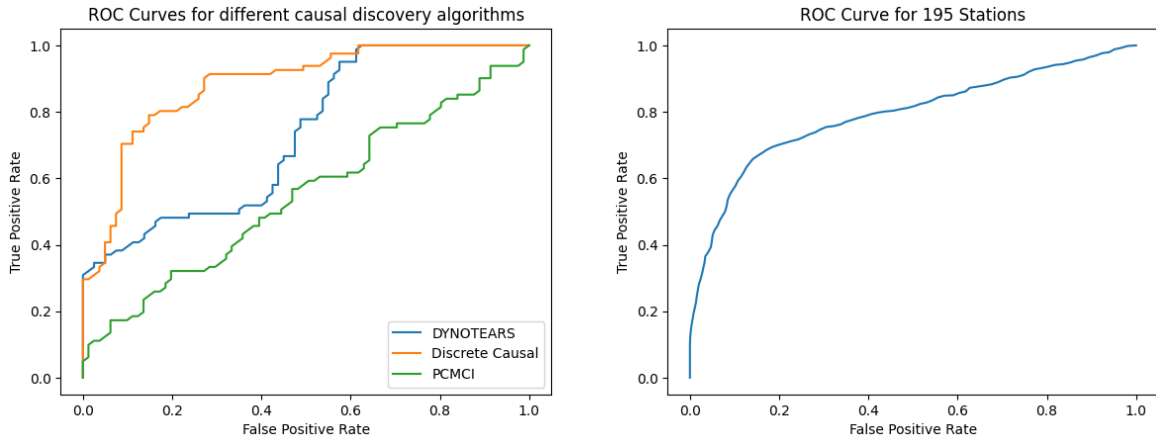 ROC Curves for different causal discovery algorithms
True Positive Rate
1.0
0.8
0.6
0.4
0.2
0.0
DYNOTEARS
Discrete Causal
PCMCI
0.0 0.2 0.4 0.6 0.8 1.0
False Positive Rate
ROC Curve for 195 Stations
True Positive Rate
1.0
0.8
0.6
0.4
0.2
0.0
0.0 0.2 0.4 0.6 0.8 1.0
False Positive Rate